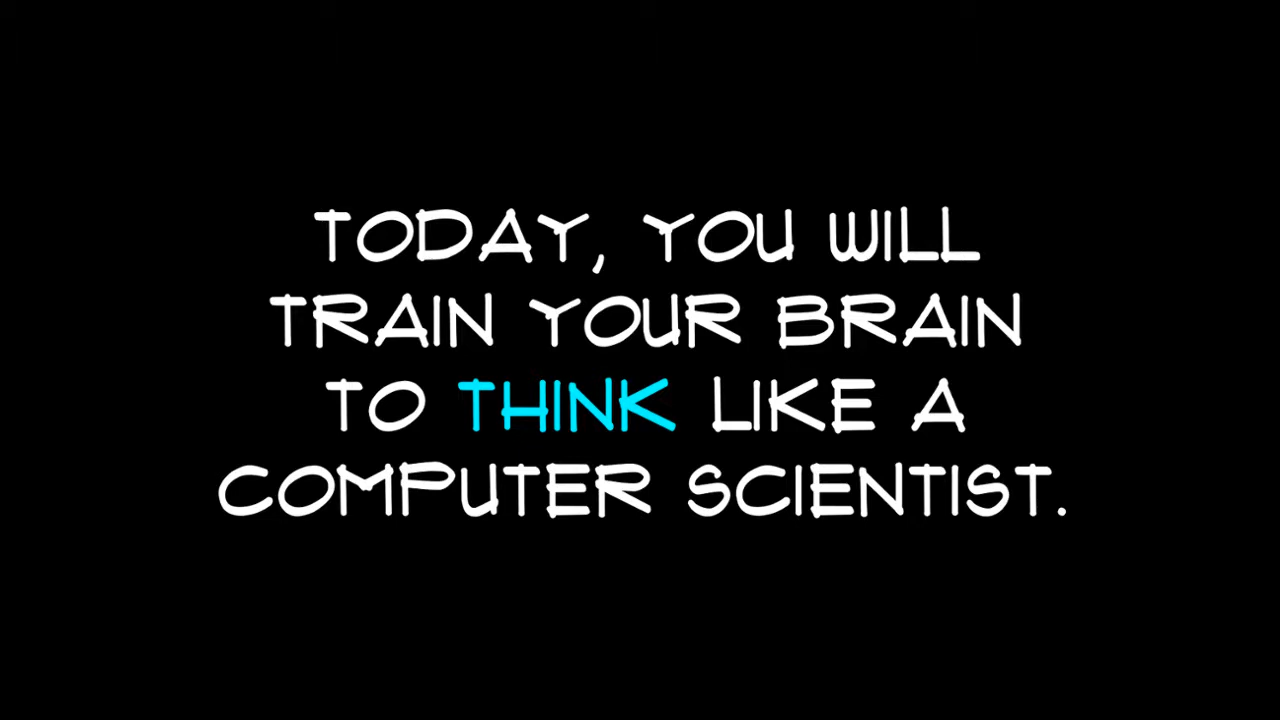 TODAY, YOU WILL
TRAIN YOUR BRAIN
TO THINK LIKE A
COMPUTER SCIENTIST.